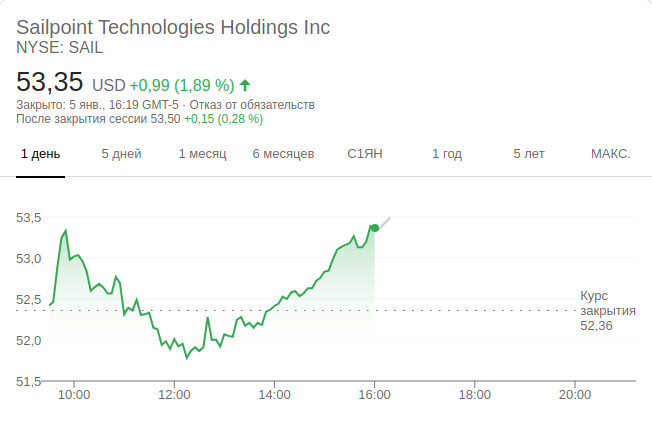 Sailpoint Technologies Holdings Inc
NYSE: SAIL
53,35 USD +0,99 (1,89 %)
Закрыто: 5 янв., 16:19 GMT-5 · Отказ от обязательств
После закрытия сессии 53,50 +0,15 (0,28 %)
1 день 5 дней 1 месяц 6 месяцев С1ЯН 1 год 5 лет МАКС.
53,5
53,0
52,5
52,0
51,5
Курс
закрытия
52,36
10:00 12:00 14:00 16:00 18:00 20:00